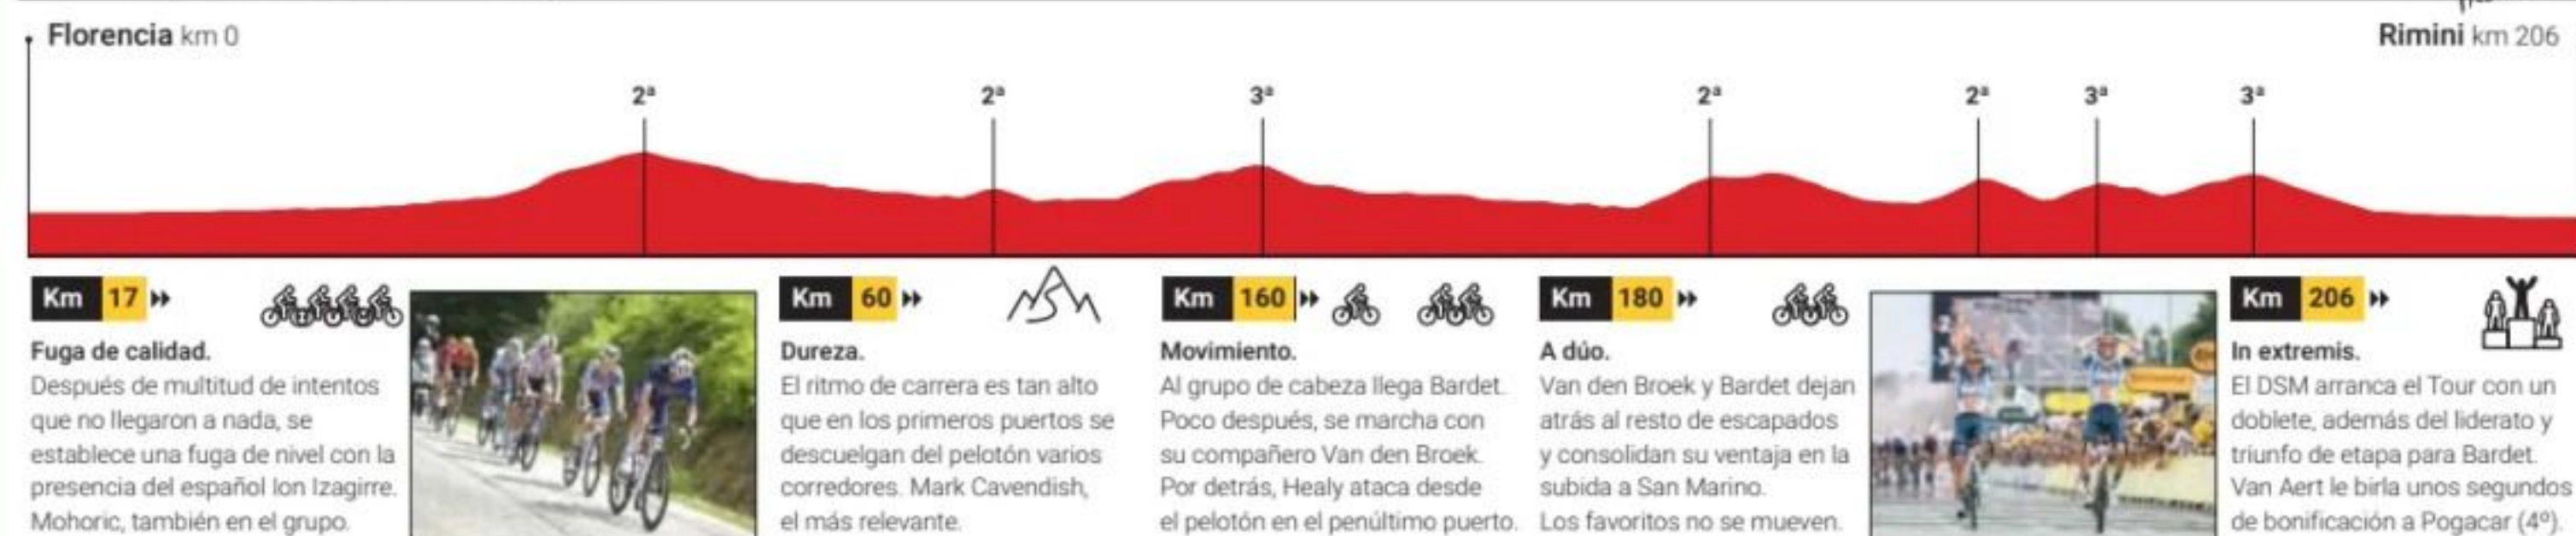 Florencia km 0
Rimini km 206
2ª
2ª
3ª
2ª
2ª
3ª
3ª
Km 17
Fuga de calidad.
Después de multitud de intentos
que no llegaron a nada, se
establece una fuga de nivel con la
presencia del español Ion Izagirre.
Mohoric, también en el grupo.
Km 60
Dureza.
El ritmo de carrera es tan alto
que en los primeros puertos se
descuelgan del pelotón varios
corredores. Mark Cavendish,
el más relevante.
Km 160
Movimiento.
Al grupo de cabeza llega Bardet.
Poco después, se marcha con
su compañero Van den Broek.
Por detrás, Healy ataca desde
el pelotón en el penúltimo puerto.
Km 180
A dúo.
Van den Broek y Bardet dejan
atrás al resto de escapados
y consolidan su ventaja en la
subida a San Marino.
Los favoritos no se mueven.
Km 206
In extremis.
El DSM arranca el Tour con un
doblete, además del liderato y
triunfo de etapa para Bardet.
Van Aert le birla unos segundos
de bonificación a Pogacar (4º).